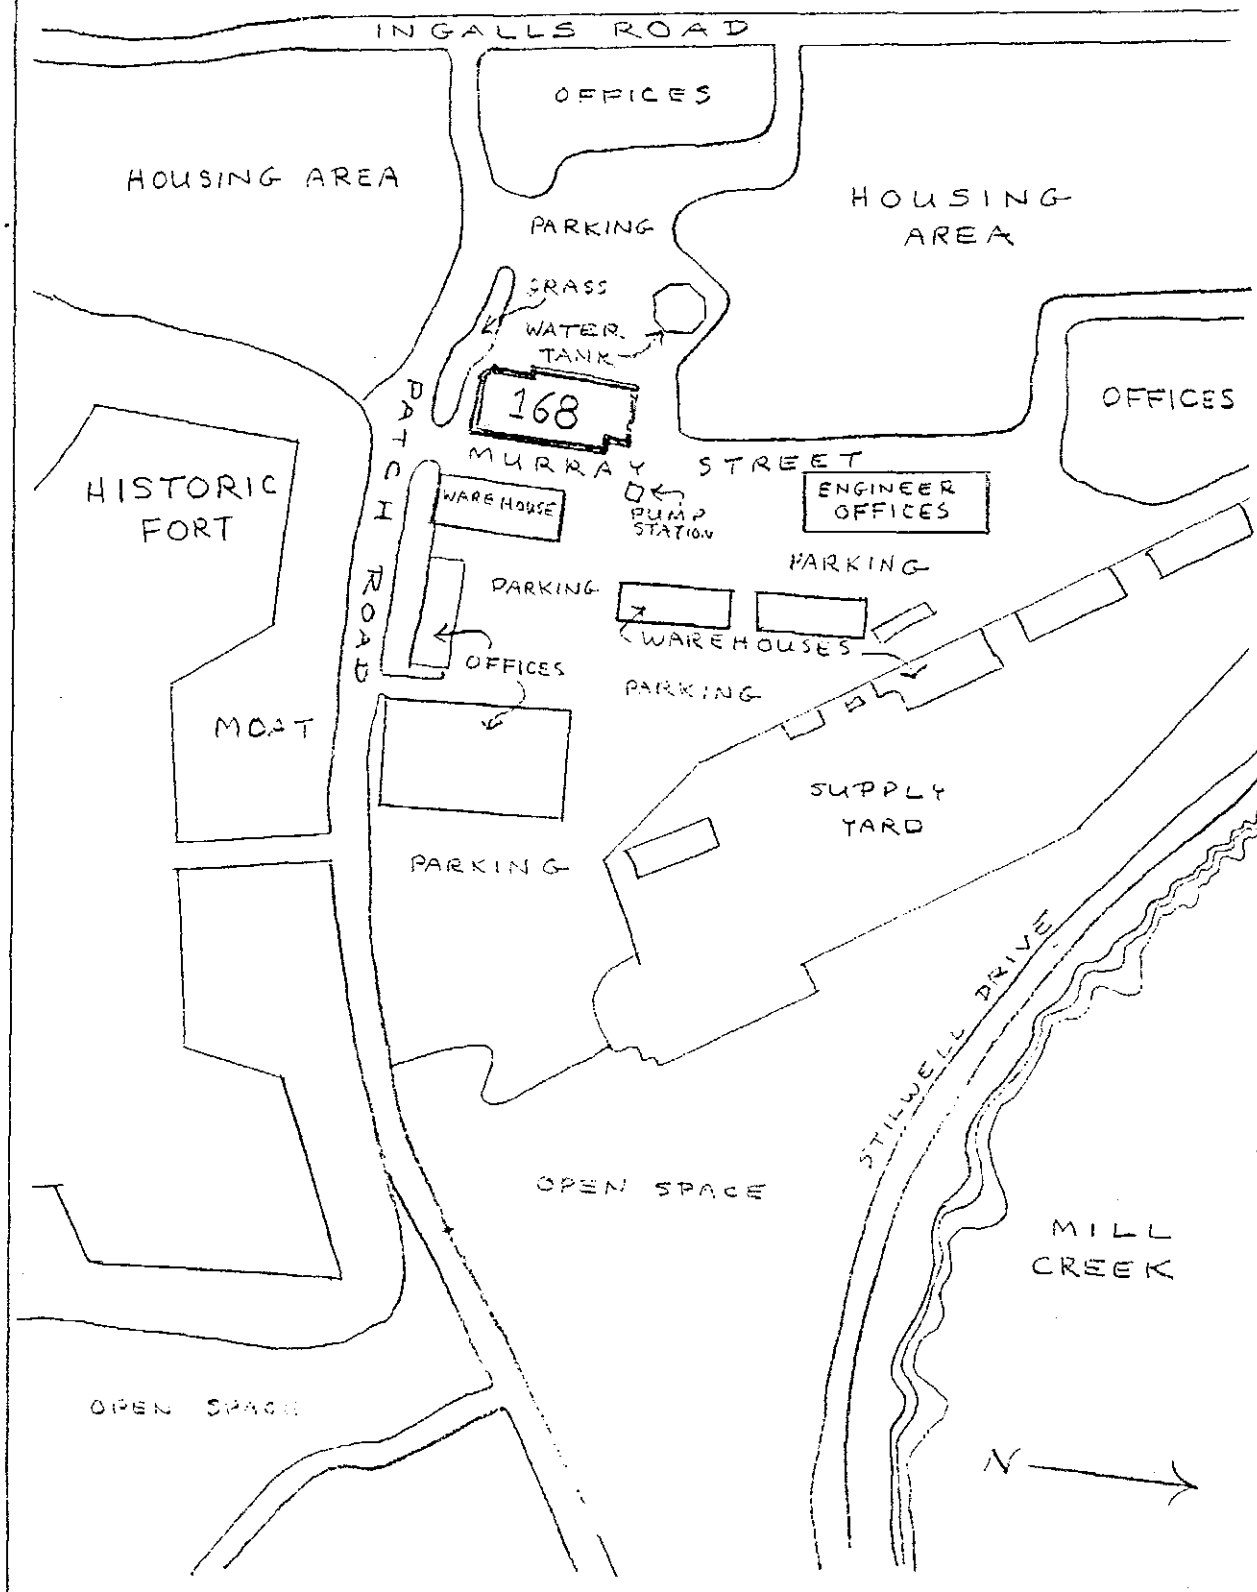 INGALLS ROAD
OFFICES
HOUSING AREA
HOUSING
AREA
PARKING
GRASS
WATER
TANK
168
OFFICES
PATCH ROAD
MURRAY STREET
HISTORIC
FORT
WAREHOUSE
PUMP
STATION
ENGINEER
OFFICES
PARKING
PARKING
WAREHOUSES
OFFICES
PARKING
MOAT
SUPPLY
YARD
PARKING
STILWELL DRIVE
OPEN SPACE
MILL
CREEK
OPEN SPACE
N